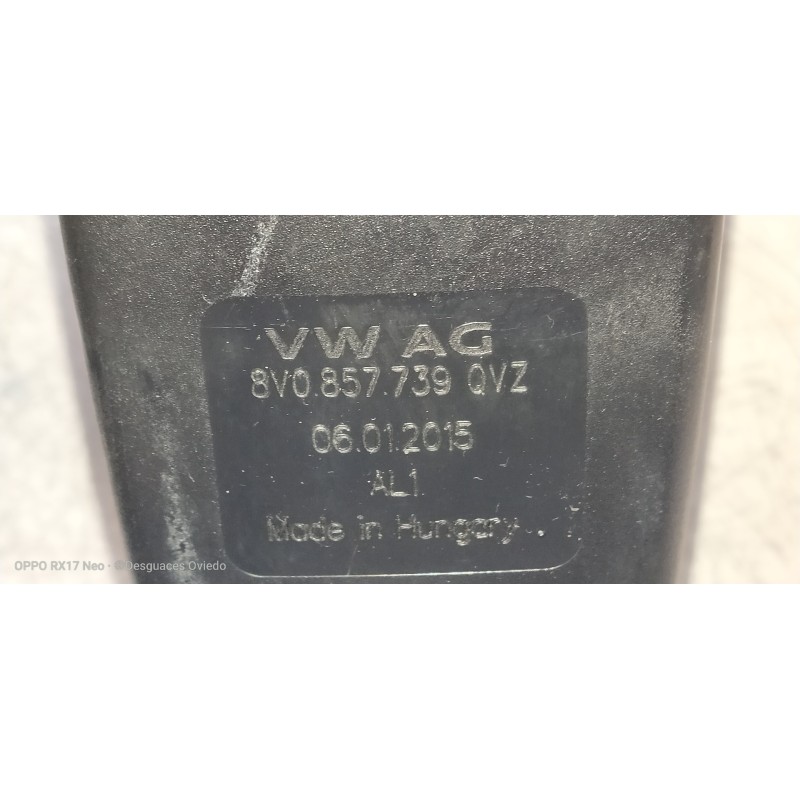 VW AG
8V0.857.739 QVZ
06.01.2015
AL1
Made in Hungary
OPPO RX17 Neo - ©Desguaces Oviedo